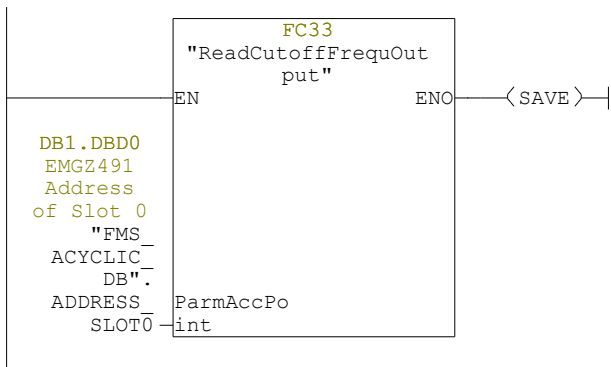 FC33
"ReadCutoffFrequOut
put"
EN
ENO
SAVE
DB1.DBD0
EMGZ491
Address
of Slot 0
"FMS_
ACYCLIC_
DB".
ADDRESS_
SLOT0
ParmAccPo
int